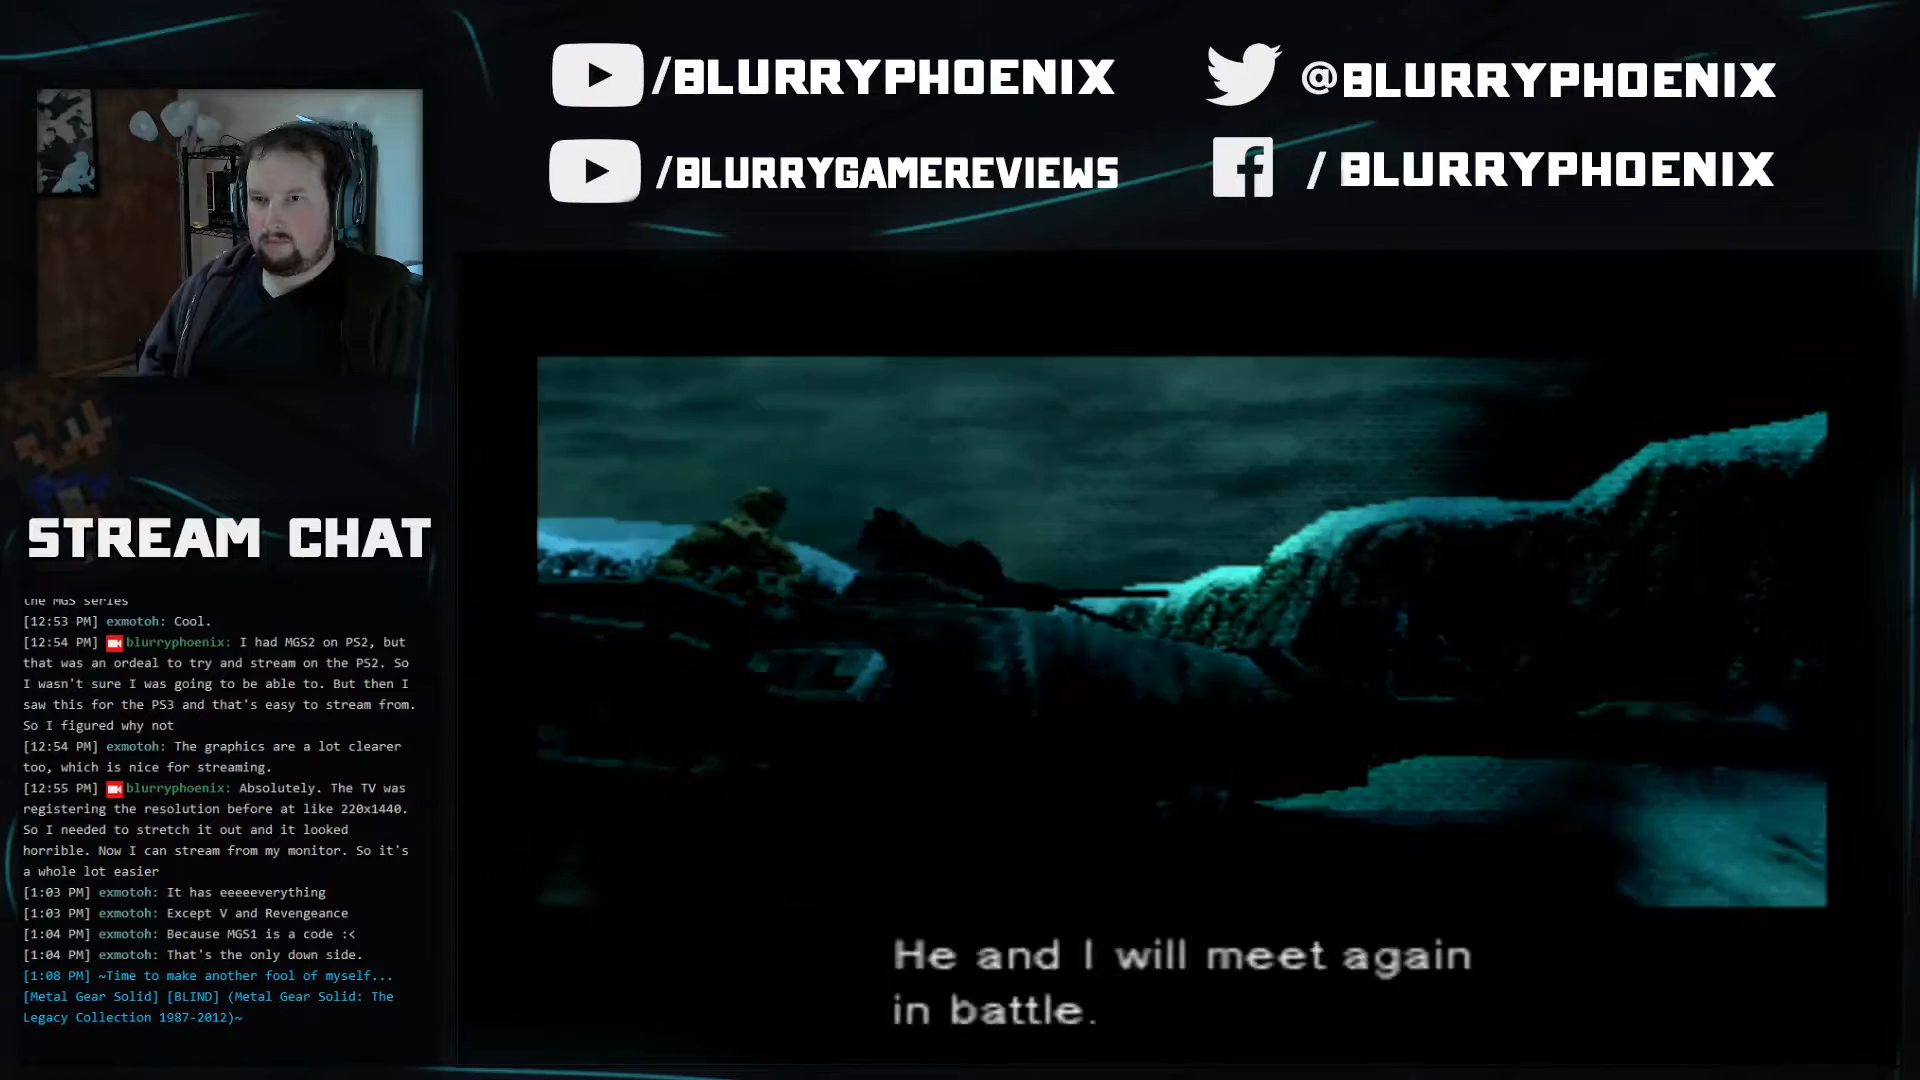 /BLURRYPHOENIX
@BLURRYPHOENIX
/BLURRYGAMEREVIEWS
/ BLURRYPHOENIX
STREAM CHAT
the MGS series
[12:53 PM] exmotoh: Cool.
[12:54 PM] blurryphoenix: I had MGS2 on PS2, but
that was an ordeal to try and stream on the PS2. So
I wasn't sure I was going to be able to. But then I
saw this for the PS3 and that's easy to stream from.
So I figured why not
[12:54 PM] exmotoh: The graphics are a lot clearer
too, which is nice for streaming.
[12:55 PM] blurryphoenix: Absolutely. The TV was
registering the resolution before at like 220x1440.
So I needed to stretch it out and it looked
horrible. Now I can stream from my monitor. So it's
a whole lot easier
[1:03 PM] exmotoh: It has eeeeeverything
[1:03 PM] exmotoh: Except V and Revengeance
[1:04 PM] exmotoh: Because MGS1 is a code :<
[1:04 PM] exmotoh: That's the only down side.
[1:08 PM] ~Time to make another fool of myself...
[Metal Gear Solid] [BLIND] (Metal Gear Solid: The
Legacy Collection 1987-2012)~
He and I will meet again
in battle.